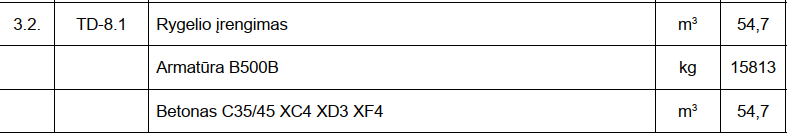 3.2. TD-8.1 Rygelio įrengimas m³ 54,7
Armatūra B500B kg 15813
Betonas C35/45 XC4 XD3 XF4 m³ 54,7